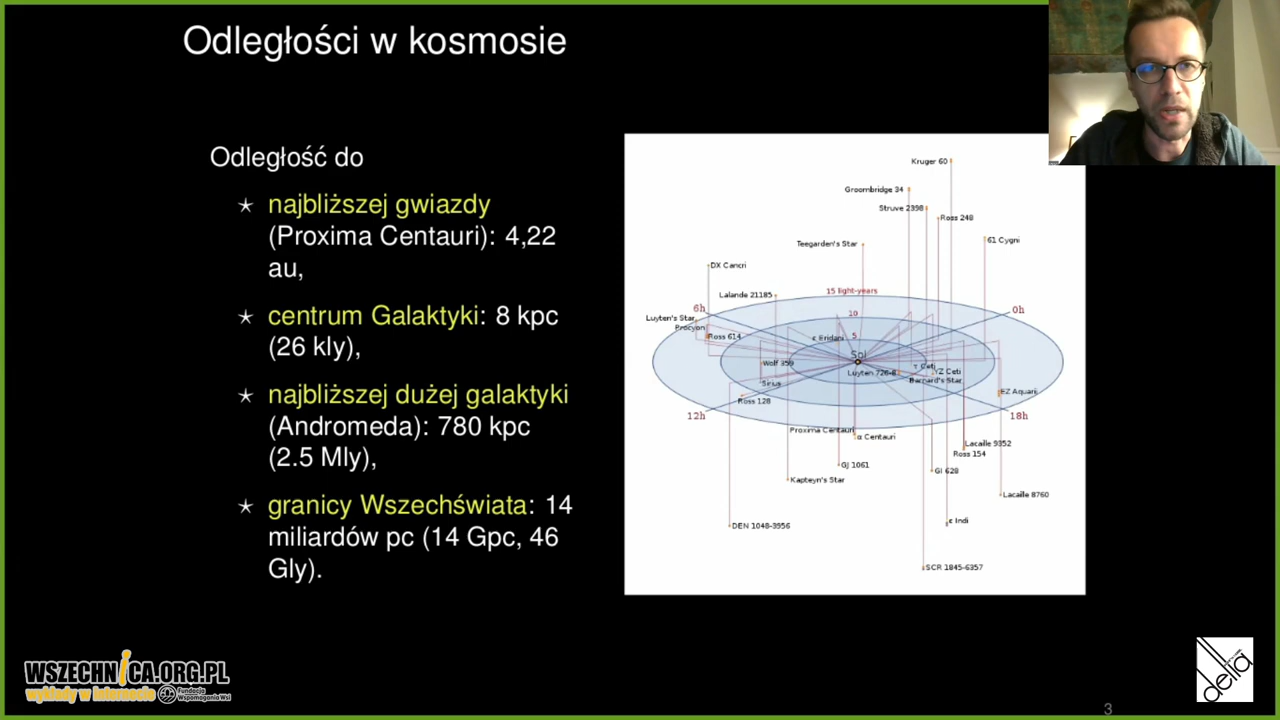 Odległości w kosmosie
Odległość do
najbliższej gwiazdy
(Proxima Centauri): 4,22
au,
centrum Galaktyki: 8 kpc
(26 kly),
najbliższej dużej galaktyki
(Andromeda): 780 kpc
(2.5 Mly),
granicy Wszechświata: 14
miliardów pc (14 Gpc, 46
Gly).
Kruger 60
Groombridge 34
Struve 2398
Ross 248
Teegarden's Star
61 Cygni
DX Cancri
15 light-years
Lalande 21185
6h
10
0h
Luyten's Star
Procyon
Ross 614
ε Eridani
5
Sol
Wolf 359
τ Ceti
Luyten 726-8
YZ Ceti
Sirius
Barnard's Star
EZ Aquarii
Ross 128
12h
18h
Proxima Centauri
α Centauri
Lacaille 9352
Ross 154
GJ 1061
Gl 628
Kapteyn's Star
Lacaille 8760
DEN 1048-3956
ε Indi
SCR 1845-6357
WSZECHNICA.ORG.PL
wykłady w internecie
Fundacja
Wspomagania Wsi
delta
3